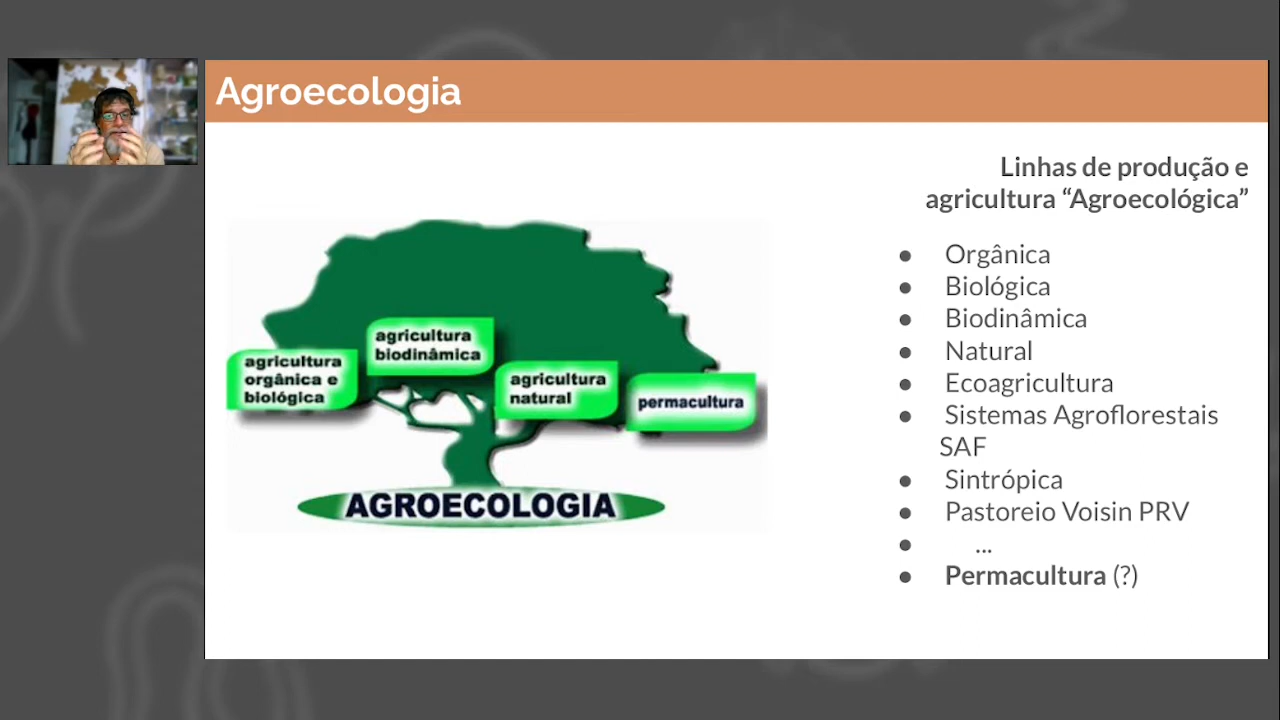 Agroecologia
Linhas de produção e
agricultura “Agroecológica”
agricultura
orgânica e
biológica
agricultura
biodinâmica
agricultura
natural
permacultura
AGROECOLOGIA
● Orgânica
● Biológica
● Biodinâmica
● Natural
● Ecoagricultura
● Sistemas Agroflorestais
SAF
● Sintrópica
● Pastoreio Voisin PRV
● ...
● Permacultura (?)